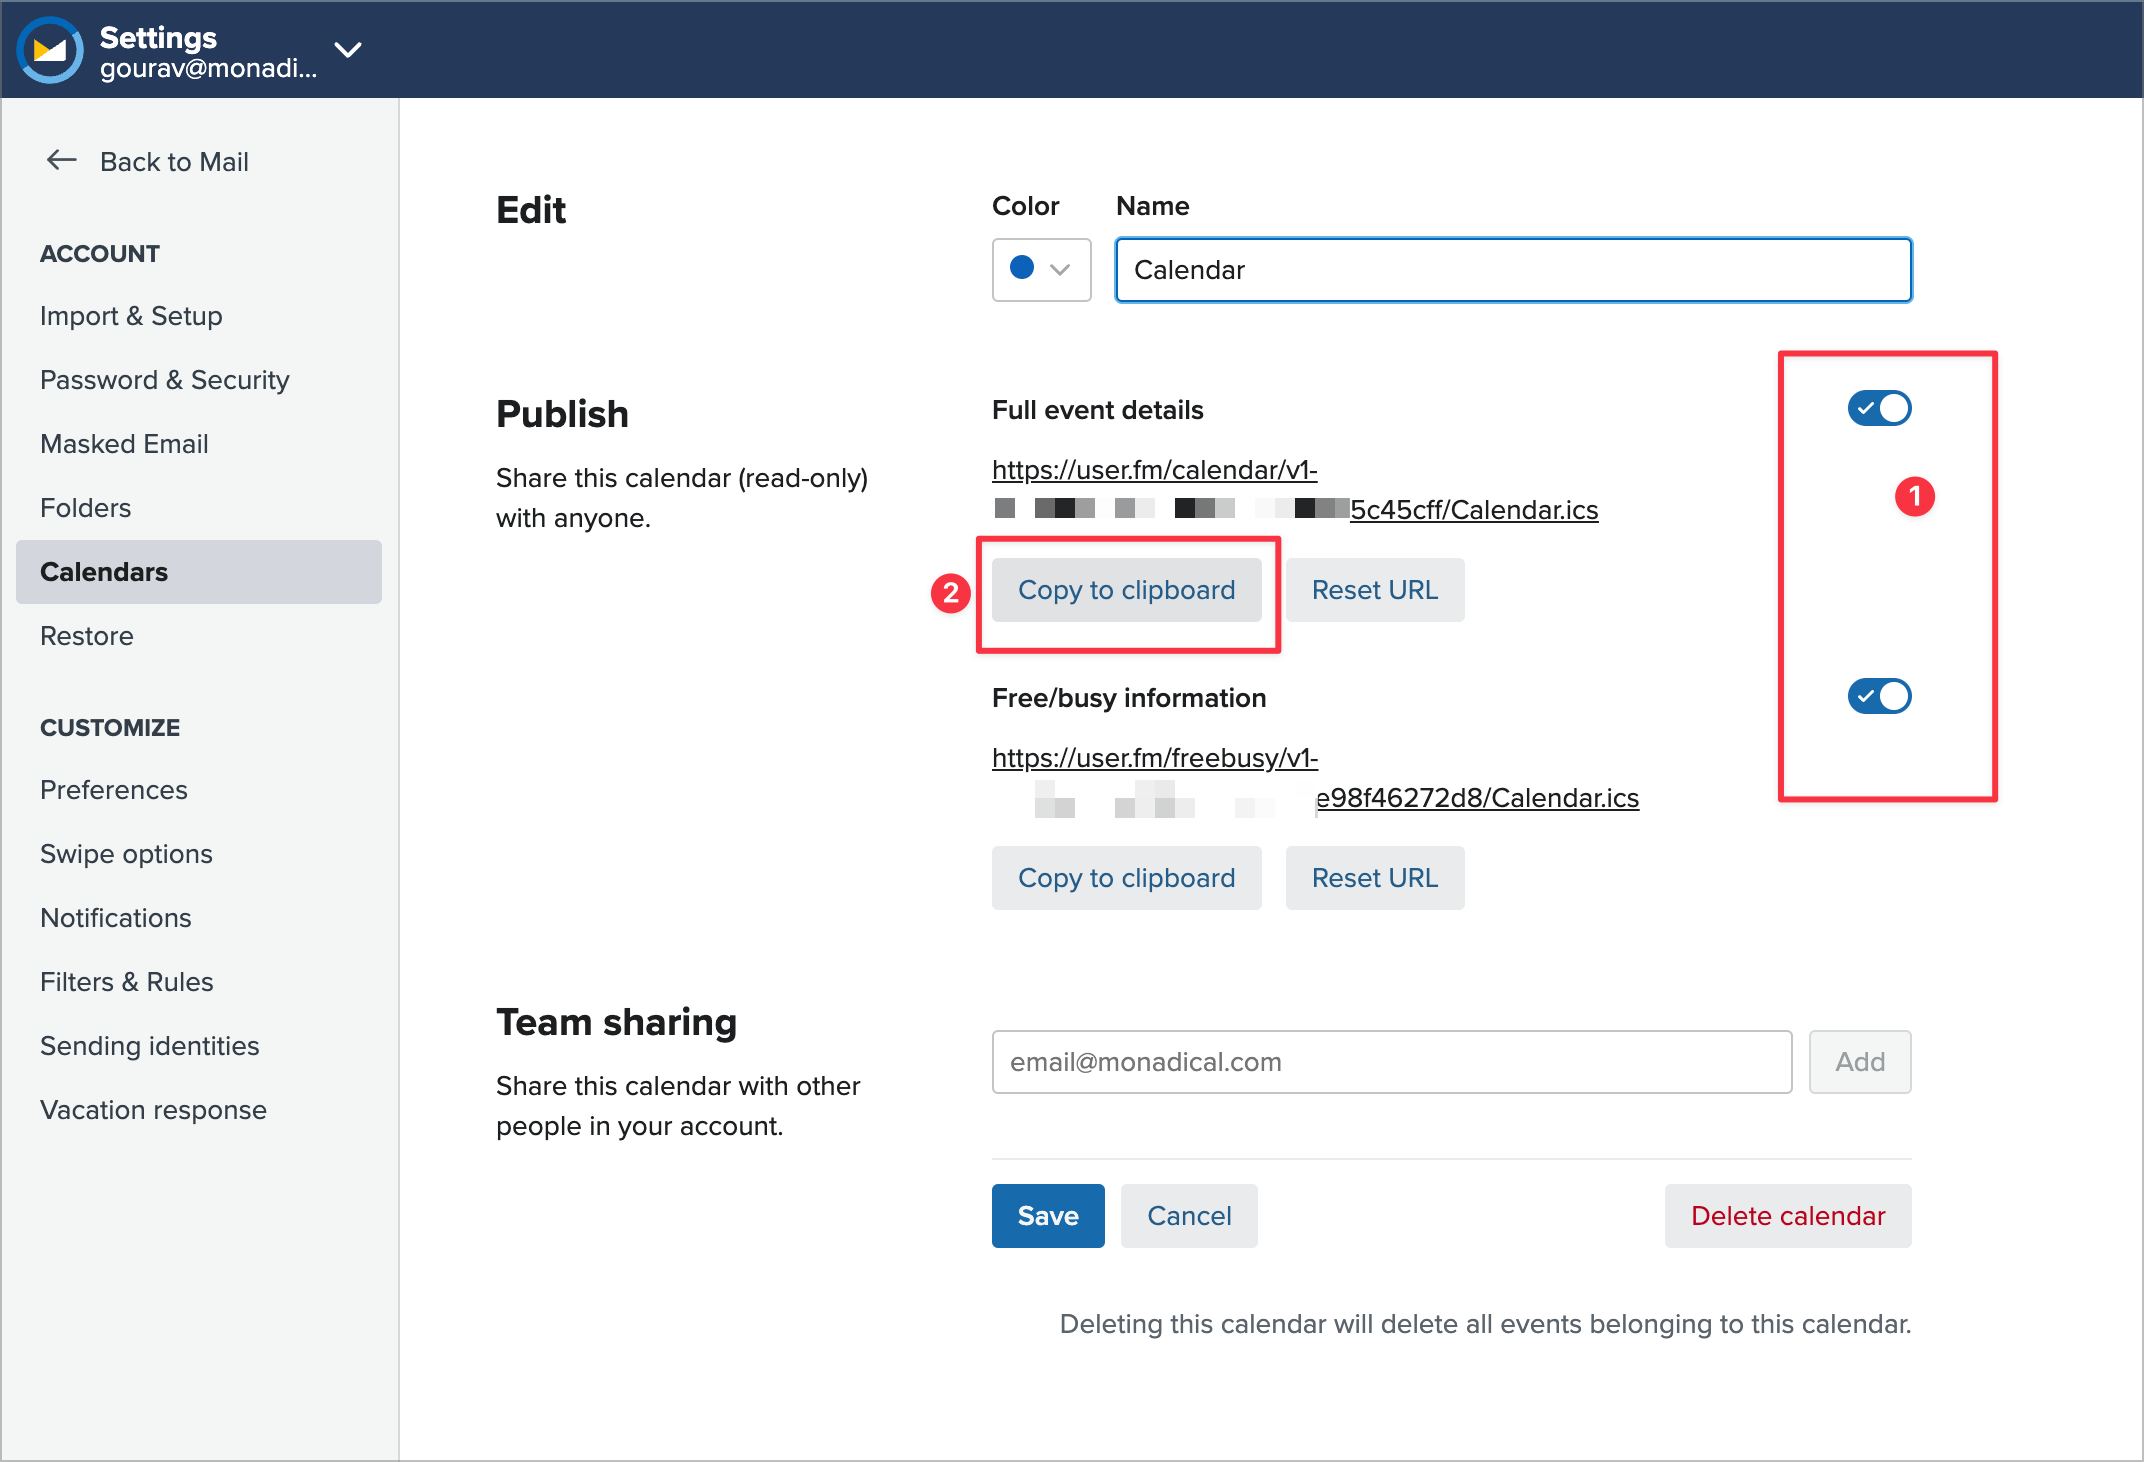 Settings
gourav@monadi...
Back to Mail
ACCOUNT
Import & Setup
Password & Security
Masked Email
Folders
Calendars
Restore
CUSTOMIZE
Preferences
Swipe options
Notifications
Filters & Rules
Sending identities
Vacation response
Edit
Color
Name
Calendar
Publish
Share this calendar (read-only)
with anyone.
Full event details
https://user.fm/calendar/v1-
5c45cff/Calendar.ics
1
2
Copy to clipboard
Reset URL
Free/busy information
https://user.fm/freebusy/v1-
e98f46272d8/Calendar.ics
Copy to clipboard
Reset URL
Team sharing
Share this calendar with other
people in your account.
email@monadical.com
Add
Save
Cancel
Delete calendar
Deleting this calendar will delete all events belonging to this calendar.